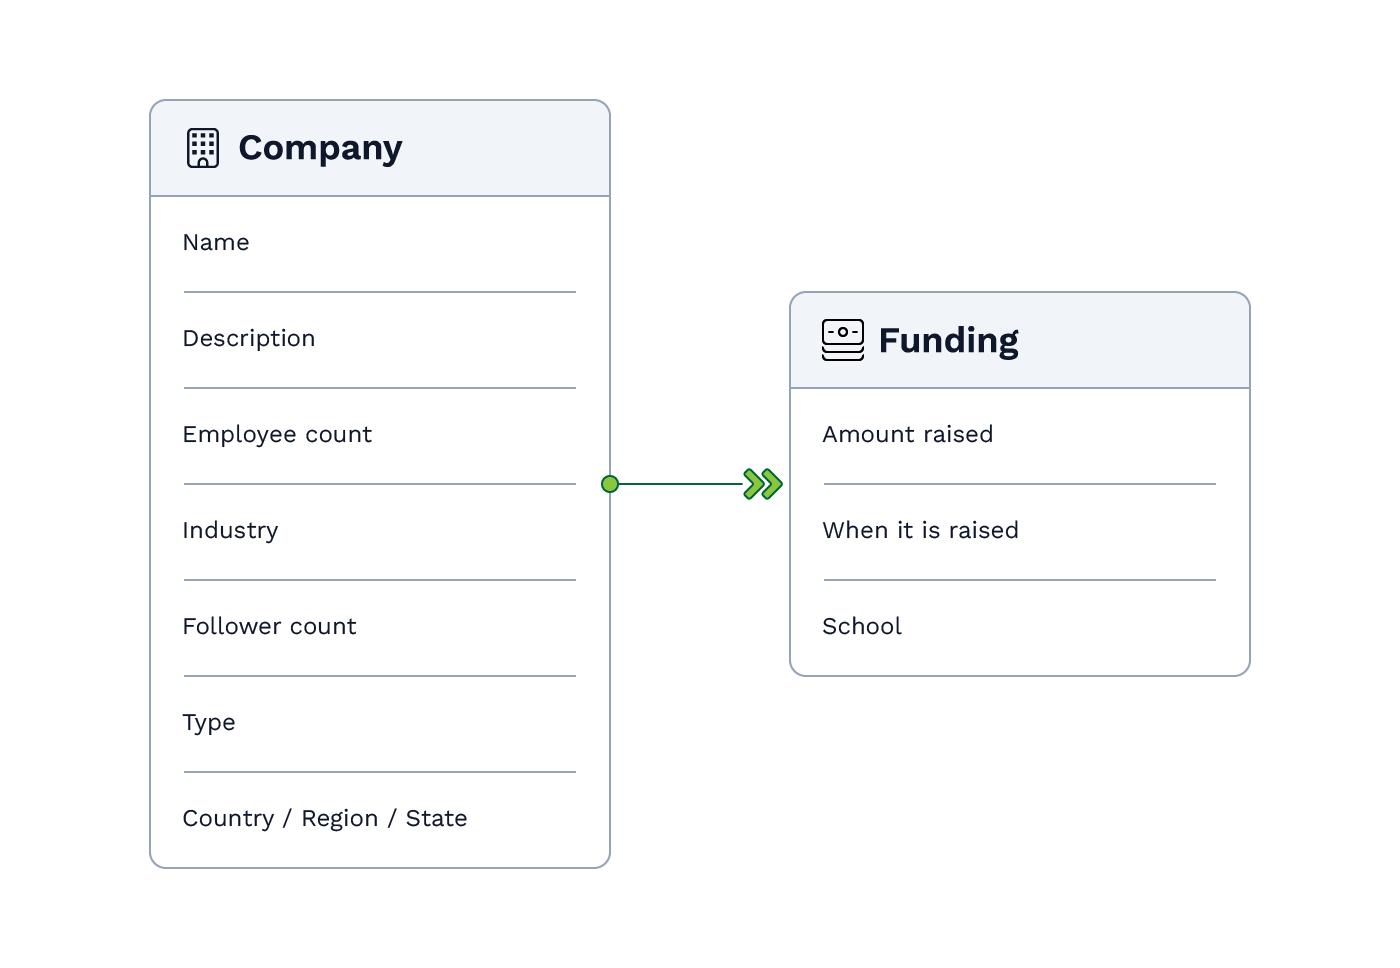 Company
Name
Description
Employee count
Industry
Follower count
Type
Country / Region / State
Funding
Amount raised
When it is raised
School